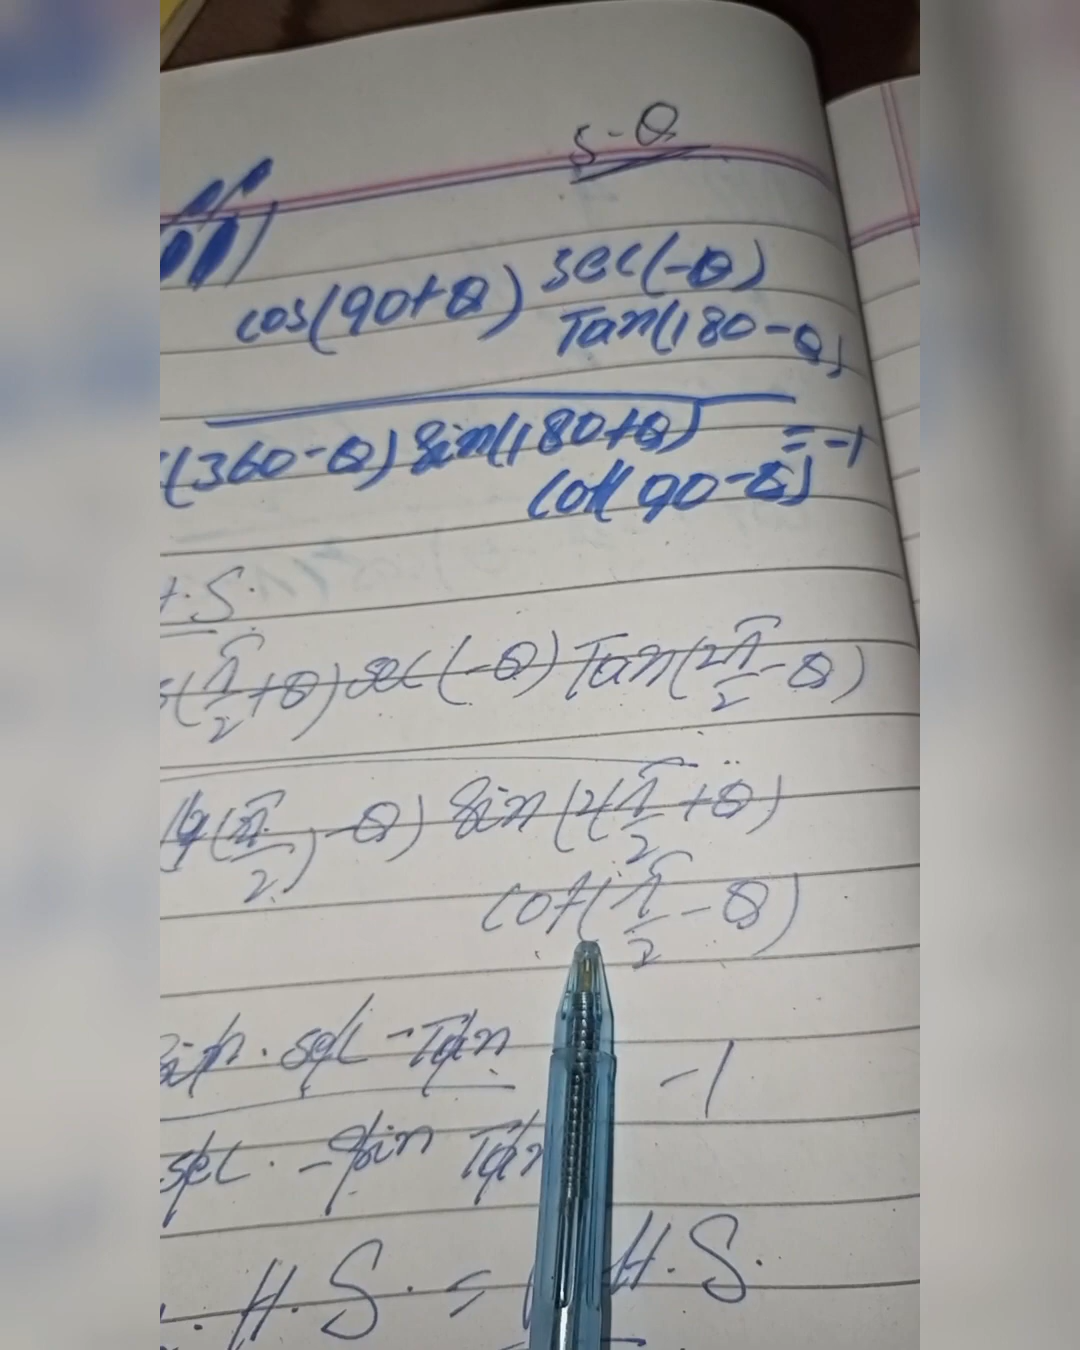 S-Q
cos(90+θ) sec(-θ)
Tan(180-θ)
(360-θ) Sin(180+θ) = -1
Cot(90-θ)
H.S.
(π/2+θ) sec(-θ) Tan(2π/2-θ)
-θ) Sin(2(π/2+θ)
Cot(π/2-θ)
Sin. sec -Tan -1
sec. -Sin Tan
H.S. = H.S.